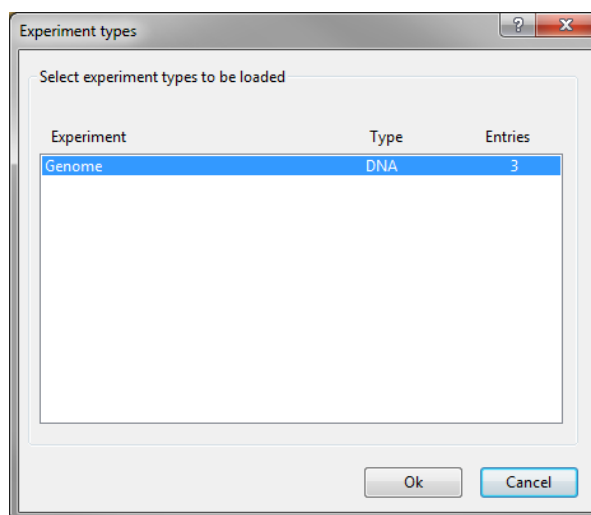 Experiment types
?
Select experiment types to be loaded
Experiment Type Entries
Genome DNA 3
Ok Cancel